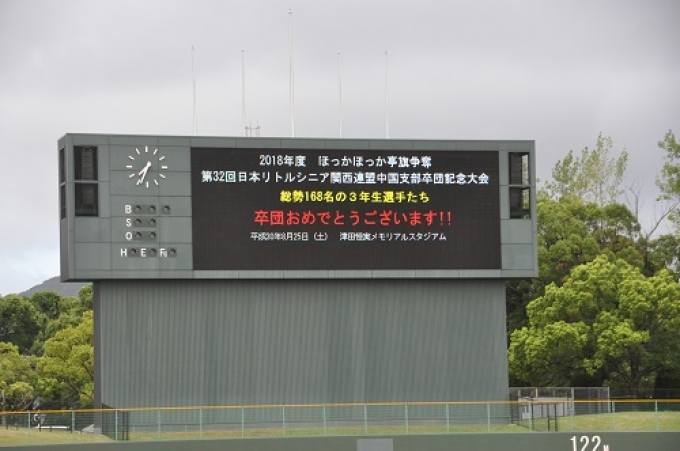 2018年度 ほっかほっか亭旗争奪
第32回日本リトルシニア関西連盟中国支部卒団記念大会
総勢168名の3年生選手たち
卒団おめでとうございます!!
平成30年8月25日(土) 津田恒実メモリアルスタジアム
B
S
O
H E Fc
122m